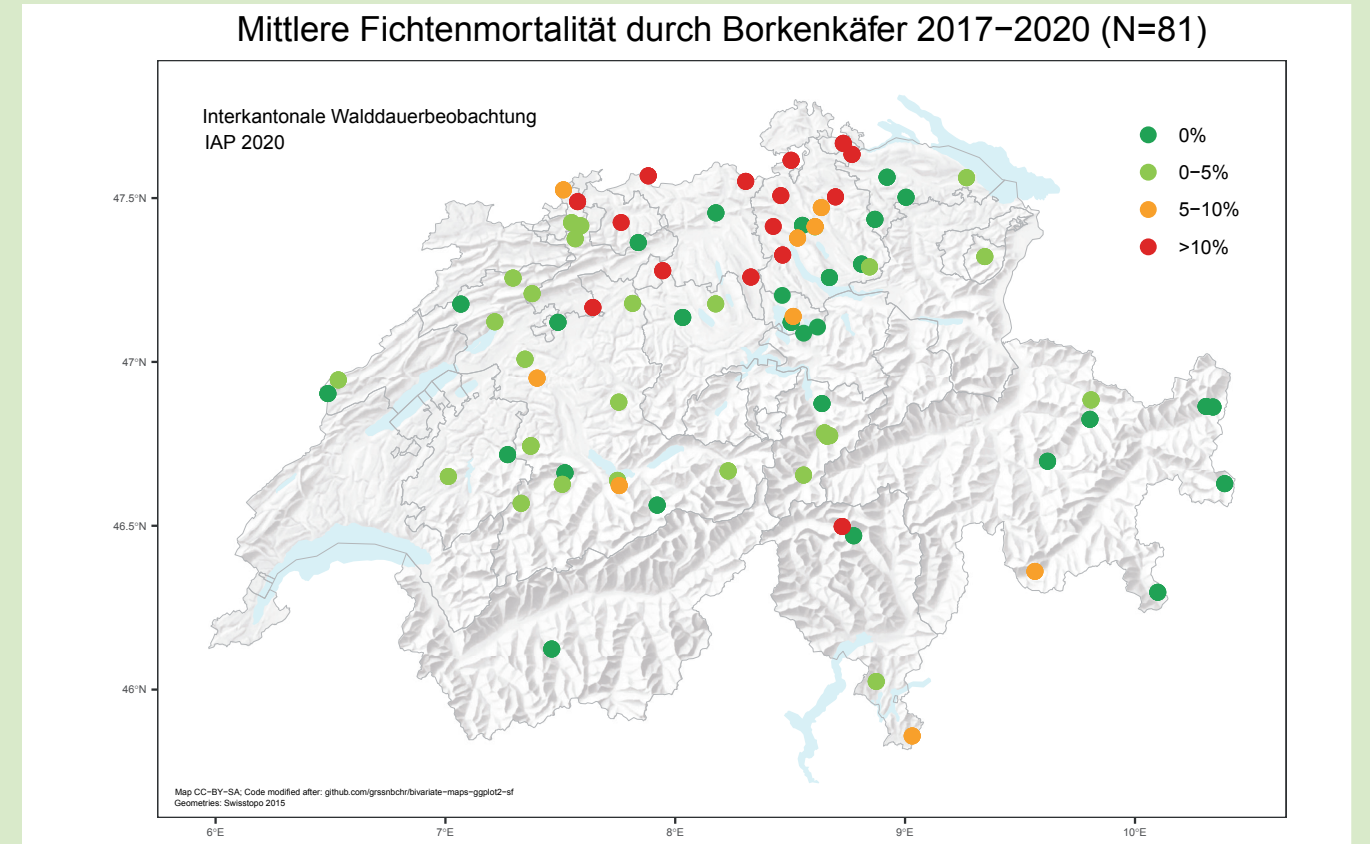 Mittlere Fichtenmortalität durch Borkenkäfer 2017−2020 (N=81)
Interkantonale Walddauerbeobachtung
IAP 2020
0%
0−5%
5−10%
>10%
47.5°N
47°N
46.5°N
46°N
Map CC−BY−SA; Code modified after: github.com/grssnbchr/bivariate−maps−ggplot2−sf
Geometries: Swisstopo 2015
6°E
7°E
8°E
9°E
10°E